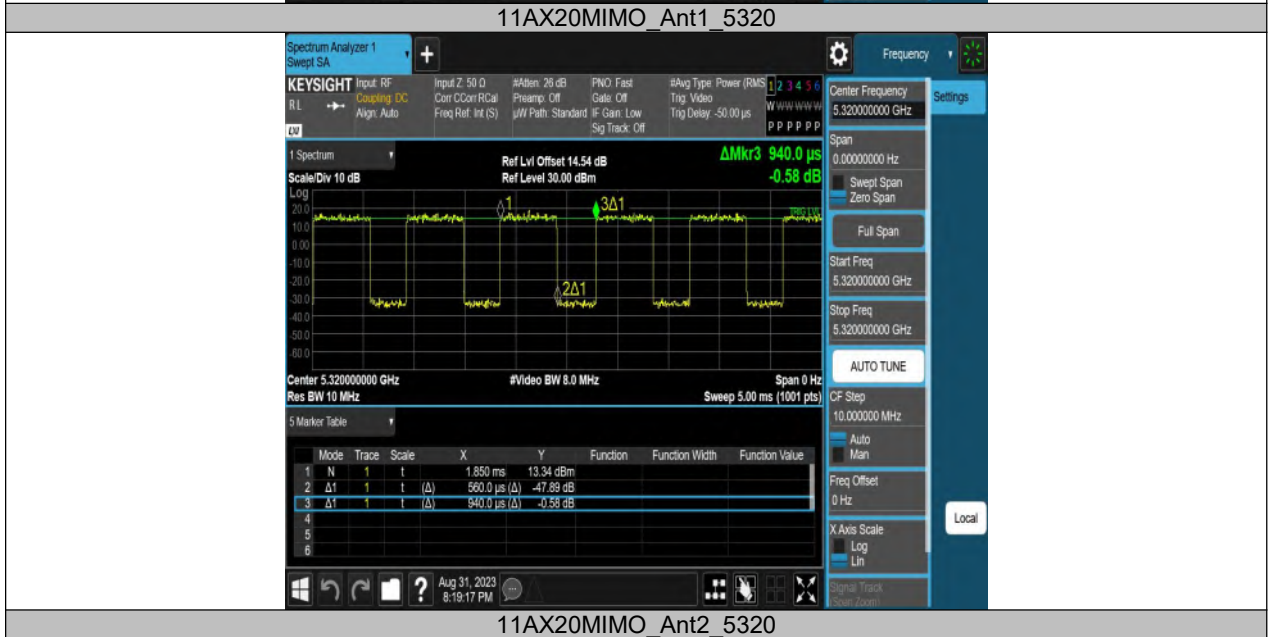 11AX20MIMO_Ant1_5320
Spectrum Analyzer 1
Swept SA
+
Frequency
KEYSIGHT
RL
LXI
Input: RF
Coupling: DC
Align: Auto
Input Z: 50 Ω
Corr CCorr RCal
Freq Ref: Int (S)
#Atten: 26 dB
Preamp: Off
µW Path: Standard
PNO: Fast
Gate: Off
IF Gain: Low
Sig Track: Off
#Avg Type: Power (RMS
Trig: Video
Trig Delay: -50.00 µs
1 2 3 4 5 6
W W W W W W
P P P P P P
1 Spectrum
Scale/Div 10 dB
Ref Lvl Offset 14.54 dB
Ref Level 30.00 dBm
ΔMkr3 940.0 µs
-0.58 dB
Log
20.0
10.0
0.00
-10.0
-20.0
-30.0
-40.0
-50.0
-60.0
1
3Δ1
2Δ1
TRIG LVL
Center 5.320000000 GHz
Res BW 10 MHz
#Video BW 8.0 MHz
Span 0 Hz
Sweep 5.00 ms (1001 pts)
5 Marker Table
Mode Trace Scale X Y Function Function Width Function Value
1 N 1 t 1.850 ms 13.34 dBm
2 Δ1 1 t (Δ) 560.0 µs (Δ) -47.89 dB
3 Δ1 1 t (Δ) 940.0 µs (Δ) -0.58 dB
4
5
6
Center Frequency
5.320000000 GHz
Settings
Span
0.00000000 Hz
Swept Span
Zero Span
Full Span
Start Freq
5.320000000 GHz
Stop Freq
5.320000000 GHz
AUTO TUNE
CF Step
10.000000 MHz
Auto
Man
Freq Offset
0 Hz
X Axis Scale
Log
Lin
Local
Signal Track
(Span Zoom)
?
Aug 31, 2023
8:19:17 PM
11AX20MIMO_Ant2_5320